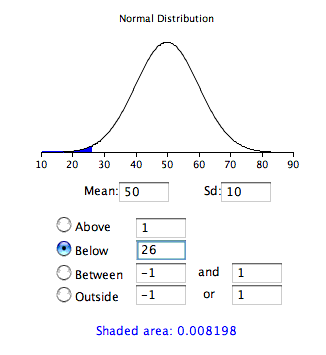 Normal Distribution
10 20 30 40 50 60 70 80 90
Mean: 50 Sd: 10
Above 1
Below 26
Between -1 and 1
Outside -1 or 1
Shaded area: 0.008198